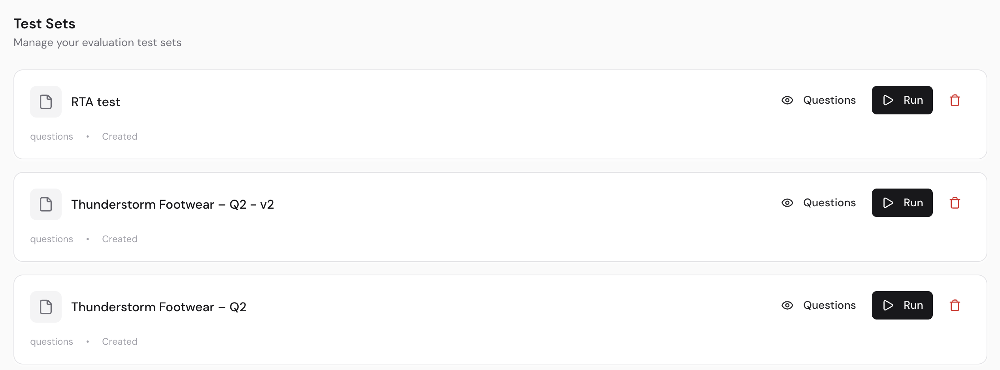 Test Sets
Manage your evaluation test sets
RTA test
Questions
Run
questions • Created
Thunderstorm Footwear – Q2 - v2
Questions
Run
questions • Created
Thunderstorm Footwear – Q2
Questions
Run
questions • Created